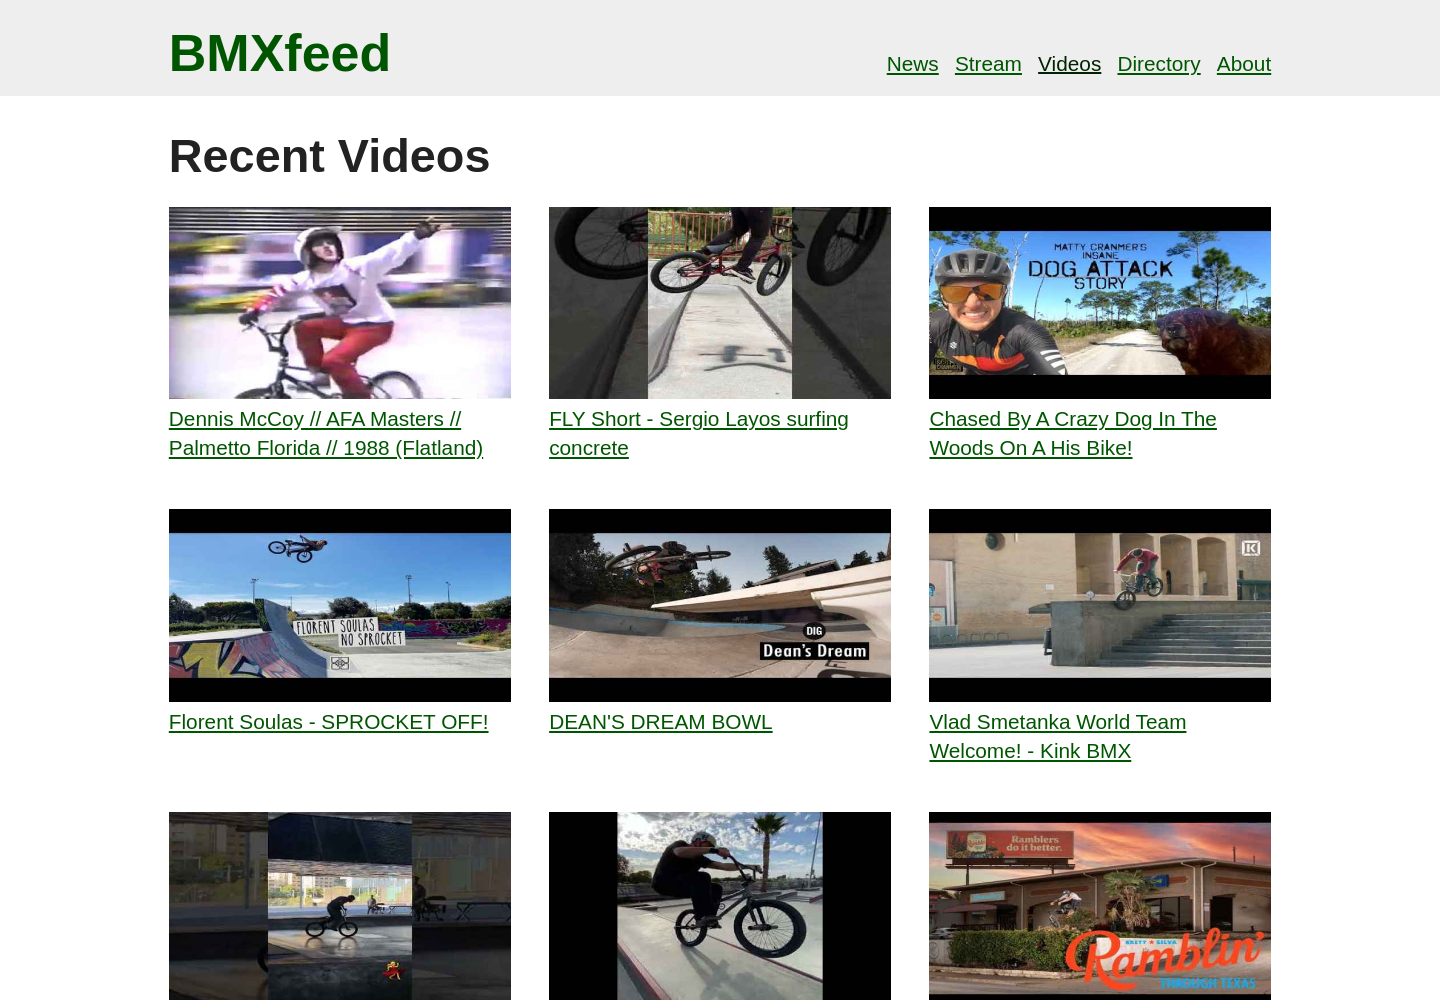 BMXfeed
News Stream Videos Directory About
Recent Videos
MATTY CRANMER'S
INSANE
DOG ATTACK
STORY
Dennis McCoy // AFA Masters //
Palmetto Florida // 1988 (Flatland)
FLY Short - Sergio Layos surfing
concrete
Chased By A Crazy Dog In The
Woods On A His Bike!
FLORENT SOULAS
NO SPROCKET
DIG
Dean's Dream
Florent Soulas - SPROCKET OFF!
DEAN'S DREAM BOWL
Vlad Smetanka World Team
Welcome! - Kink BMX
Ramblers
do it better.
BRETT ★ SILVA
Ramblin'
THROUGH TEXAS